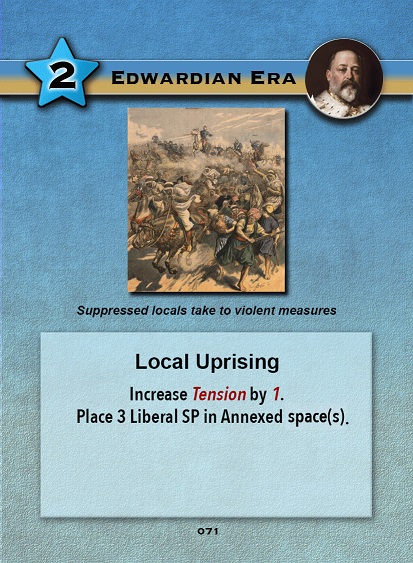 2
EDWARDIAN ERA
Suppressed locals take to violent measures
Local Uprising
Increase Tension by 1.
Place 3 Liberal SP in Annexed space(s).
071